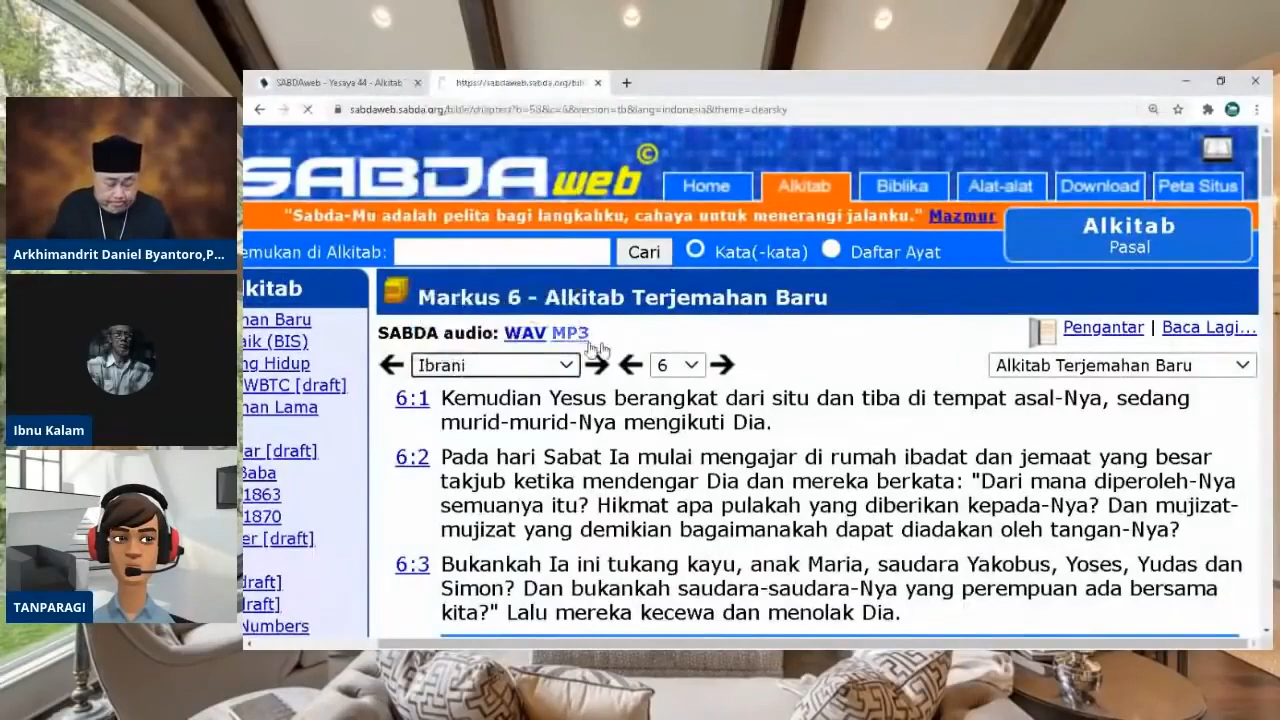 SABDAweb - Yesaya 44 - Alkitab
https://sabdaweb.sabda.org/bibl
sabdaweb.sabda.org/bible/chapter/?b=58&c=6&version=tb&lang=indonesia&theme=clearsky
SABDAweb©
Home
Alkitab
Biblika
Alat-alat
Download
Peta Situs
"Sabda-Mu adalah pelita bagi langkahku, cahaya untuk menerangi jalanku." Mazmur
Alkitab
Pasal
emukan di Alkitab:
Cari
Kata(-kata)
Daftar Ayat
lkitab
Markus 6 - Alkitab Terjemahan Baru
SABDA audio: WAV MP3
Pengantar | Baca Lagi...
Ibrani
6
Alkitab Terjemahan Baru
6:1 Kemudian Yesus berangkat dari situ dan tiba di tempat asal-Nya, sedang
murid-murid-Nya mengikuti Dia.
6:2 Pada hari Sabat Ia mulai mengajar di rumah ibadat dan jemaat yang besar
takjub ketika mendengar Dia dan mereka berkata: "Dari mana diperoleh-Nya
semuanya itu? Hikmat apa pulakah yang diberikan kepada-Nya? Dan mujizat-
mujizat yang demikian bagaimanakah dapat diadakan oleh tangan-Nya?
6:3 Bukankah Ia ini tukang kayu, anak Maria, saudara Yakobus, Yoses, Yudas dan
Simon? Dan bukankah saudara-saudara-Nya yang perempuan ada bersama
kita?" Lalu mereka kecewa dan menolak Dia.
nan Baru
aik (BIS)
ng Hidup
WBTC [draft]
nan Lama
ar [draft]
Baba
1863
1870
er [draft]
draft]
raft]
Numbers
Arkhimandrit Daniel Byantoro,P...
Ibnu Kalam
TANPARAGI